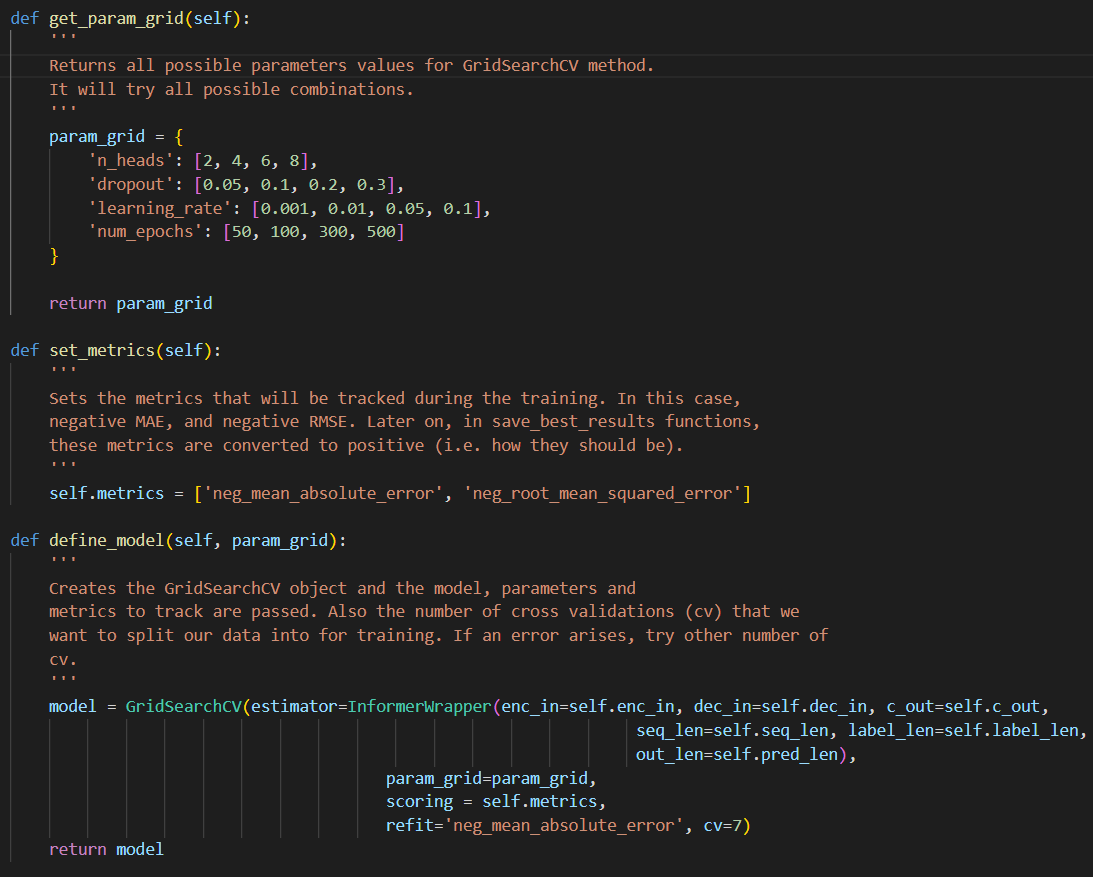 def get_param_grid(self):
    '''
    Returns all possible parameters values for GridSearchCV method.
    It will try all possible combinations.
    '''
    param_grid = {
        'n_heads': [2, 4, 6, 8],
        'dropout': [0.05, 0.1, 0.2, 0.3],
        'learning_rate': [0.001, 0.01, 0.05, 0.1],
        'num_epochs': [50, 100, 300, 500]
    }

    return param_grid

def set_metrics(self):
    '''
    Sets the metrics that will be tracked during the training. In this case,
    negative MAE, and negative RMSE. Later on, in save_best_results functions,
    these metrics are converted to positive (i.e. how they should be).
    '''
    self.metrics = ['neg_mean_absolute_error', 'neg_root_mean_squared_error']

def define_model(self, param_grid):
    '''
    Creates the GridSearchCV object and the model, parameters and
    metrics to track are passed. Also the number of cross validations (cv) that we
    want to split our data into for training. If an error arises, try other number of
    cv.
    '''
    model = GridSearchCV(estimator=InformerWrapper(enc_in=self.enc_in, dec_in=self.dec_in, c_out=self.c_out,
                                                                 seq_len=self.seq_len, label_len=self.label_len,
                                                                 out_len=self.pred_len),
                                       param_grid=param_grid,
                                       scoring = self.metrics,
                                       refit='neg_mean_absolute_error', cv=7)
    return model